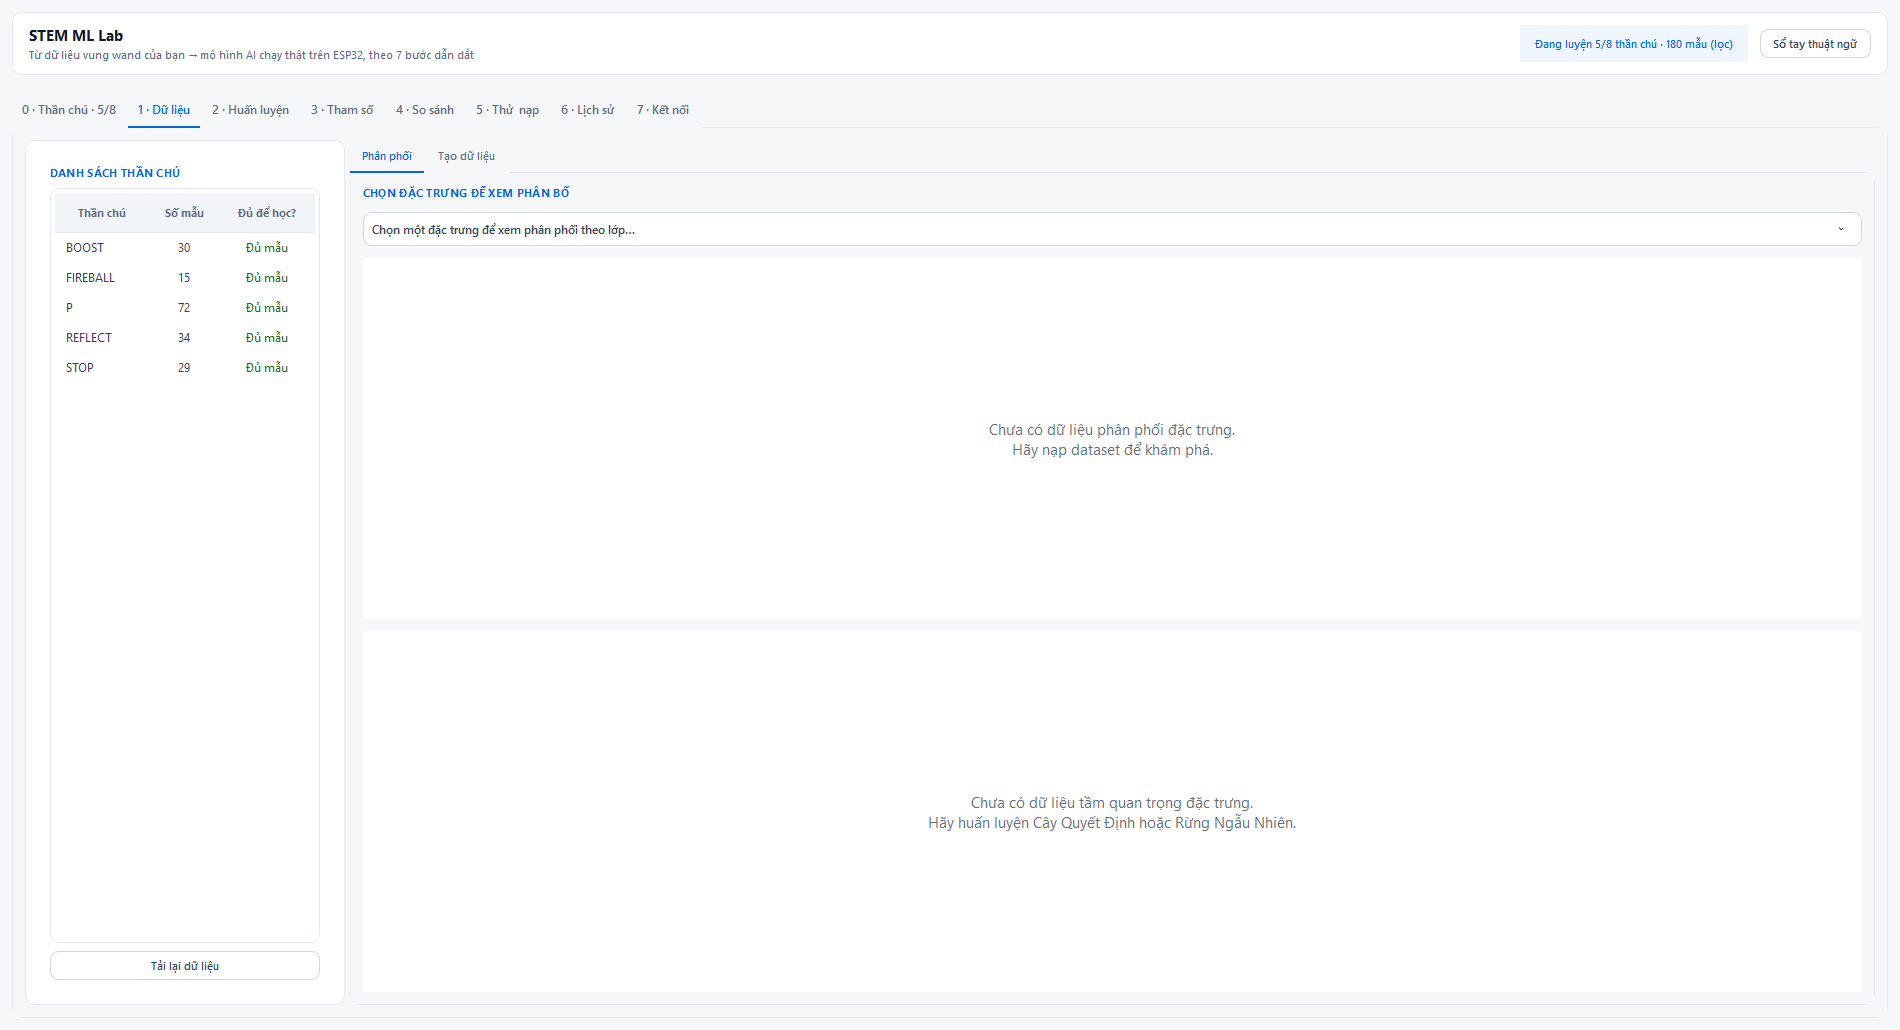 STEM ML Lab
Từ dữ liệu vung wand của bạn → mô hình AI chạy thật trên ESP32, theo 7 bước dẫn dắt
Đang luyện 5/8 thần chú · 180 mẫu (lọc)
Sổ tay thuật ngữ
0 · Thần chú · 5/8
1 · Dữ liệu
2 · Huấn luyện
3 · Tham số
4 · So sánh
5 · Thử nạp
6 · Lịch sử
7 · Kết nối
DANH SÁCH THẦN CHÚ
Thần chú Số mẫu Đủ để học?
BOOST 30 Đủ mẫu
FIREBALL 15 Đủ mẫu
P 72 Đủ mẫu
REFLECT 34 Đủ mẫu
STOP 29 Đủ mẫu
Tải lại dữ liệu
Phân phối
Tạo dữ liệu
CHỌN ĐẶC TRƯNG ĐỂ XEM PHÂN BỐ
Chọn một đặc trưng để xem phân phối theo lớp...
Chưa có dữ liệu phân phối đặc trưng.
Hãy nạp dataset để khám phá.
Chưa có dữ liệu tầm quan trọng đặc trưng.
Hãy huấn luyện Cây Quyết Định hoặc Rừng Ngẫu Nhiên.